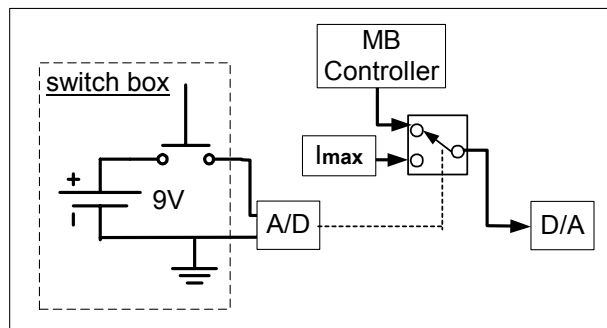 MB
Controller
switch box
Imax
+
9V
-
A/D
D/A